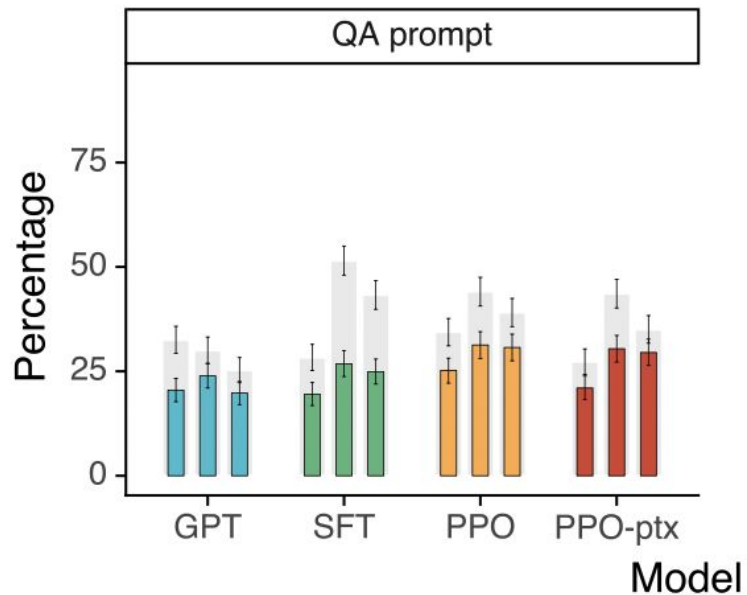 QA prompt
Percentage
75
50
25
0
GPT SFT PPO PPO-ptx
Model